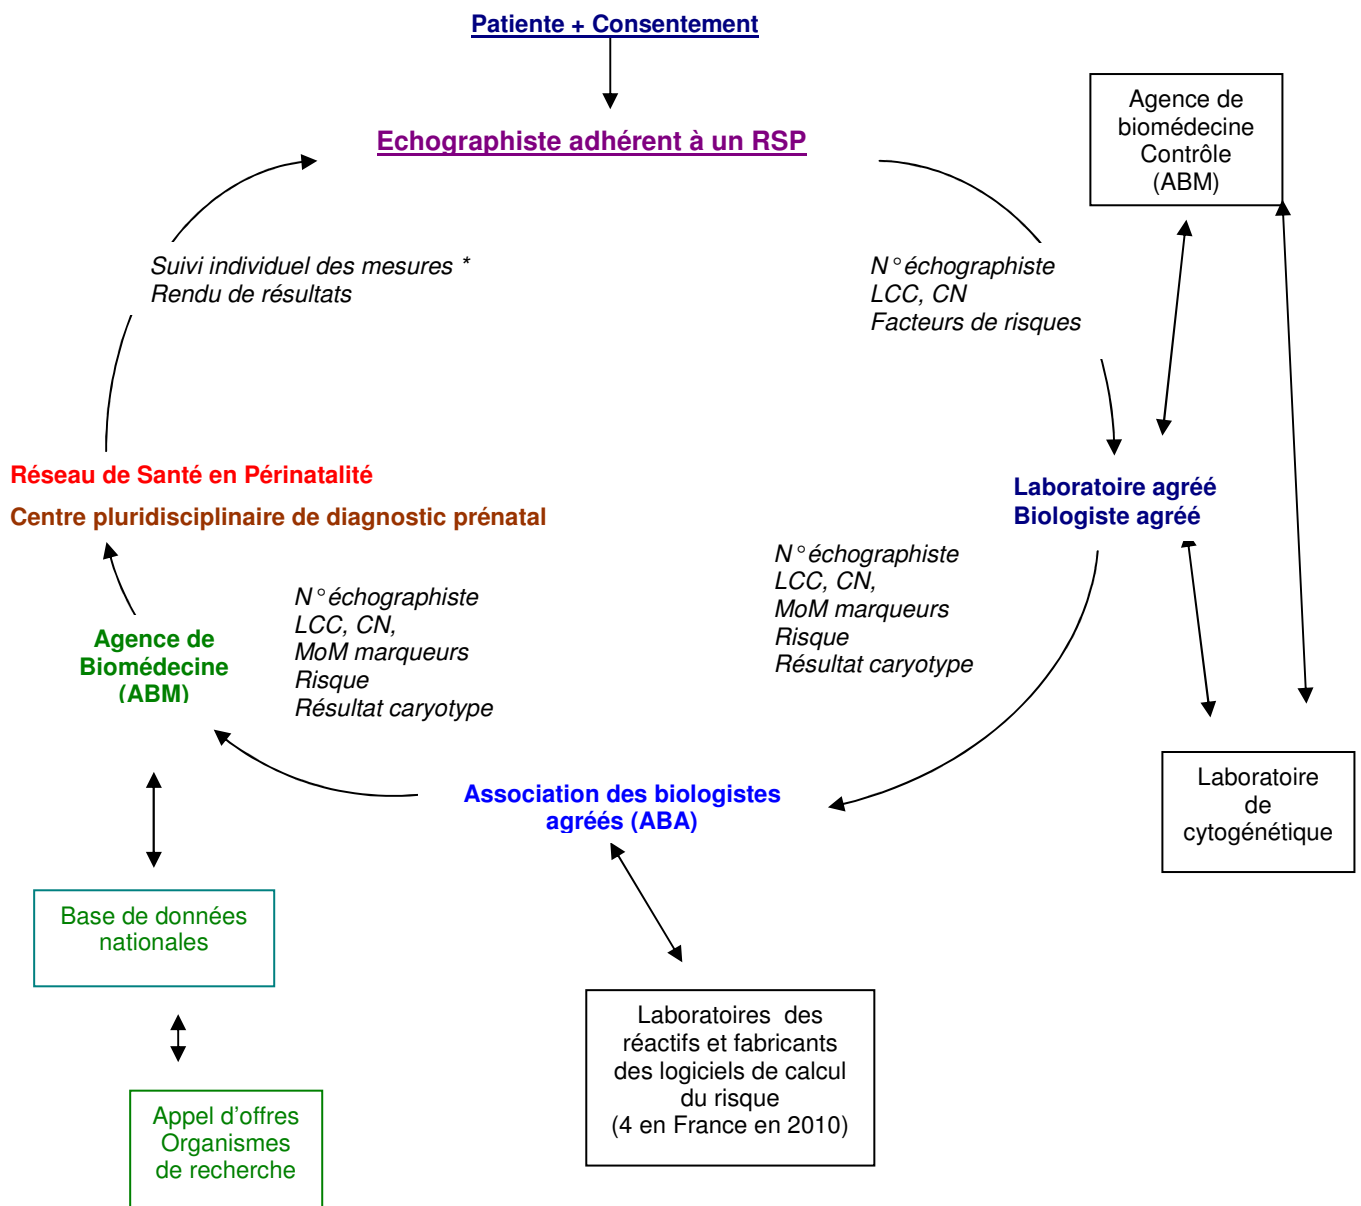 Patiente + Consentement
Echographiste adhérent à un RSP
Agence de
biomédecine
Contrôle
(ABM)
Suivi individuel des mesures *
Rendu de résultats
N° échographiste
LCC, CN
Facteurs de risques
Réseau de Santé en Périnatalité
Centre pluridisciplinaire de diagnostic prénatal
Laboratoire agréé
Biologiste agréé
N° échographiste
LCC, CN,
MoM marqueurs
Risque
Résultat caryotype
N° échographiste
LCC, CN,
MoM marqueurs
Risque
Résultat caryotype
Agence de
Biomédecine
(ABM)
Association des biologistes
agréés (ABA)
Laboratoire
de
cytogénétique
Base de données
nationales
Laboratoires des
réactifs et fabricants
des logiciels de calcul
du risque
(4 en France en 2010)
Appel d'offres
Organismes
de recherche